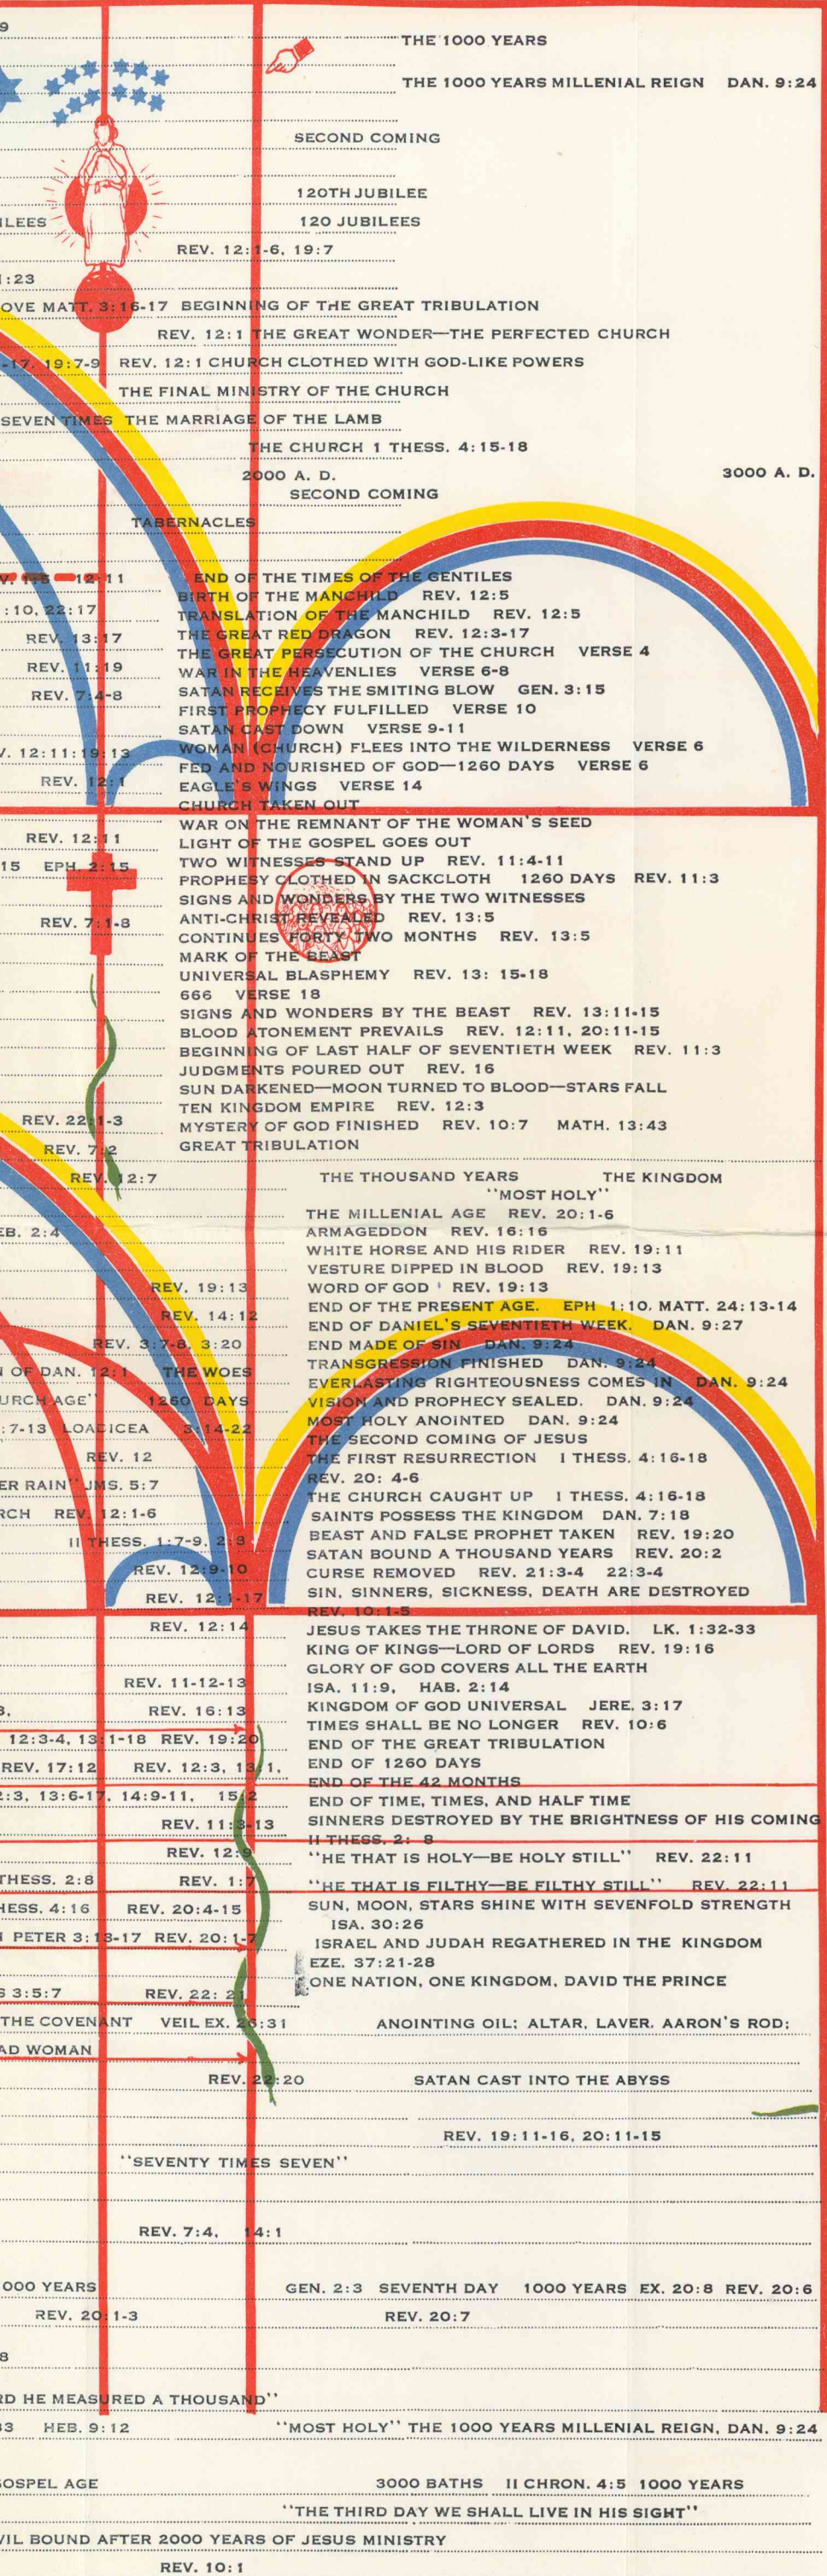 9
THE 1000 YEARS
THE 1000 YEARS MILLENIAL REIGN DAN. 9:24
SECOND COMING
120TH JUBILEE
ILEES 120 JUBILEES
REV. 12:1-6, 19:7
1:23
OVE MATT. 3:16-17 BEGINNING OF THE GREAT TRIBULATION
REV. 12:1 THE GREAT WONDER—THE PERFECTED CHURCH
-17, 19:7-9 REV. 12:1 CHURCH CLOTHED WITH GOD-LIKE POWERS
THE FINAL MINISTRY OF THE CHURCH
SEVEN TIMES THE MARRIAGE OF THE LAMB
THE CHURCH 1 THESS. 4:15-18
2000 A. D. 3000 A. D.
SECOND COMING
TABERNACLES
V. 1:5 12:11 END OF THE TIMES OF THE GENTILES
BIRTH OF THE MANCHILD REV. 12:5
:10, 22:17 TRANSLATION OF THE MANCHILD REV. 12:5
REV. 13:17 THE GREAT RED DRAGON REV. 12:3-17
THE GREAT PERSECUTION OF THE CHURCH VERSE 4
REV. 11:19 WAR IN THE HEAVENLIES VERSE 6-8
REV. 7:4-8 SATAN RECEIVES THE SMITING BLOW GEN. 3:15
FIRST PROPHECY FULFILLED VERSE 10
SATAN CAST DOWN VERSE 9-11
V. 12:11:19:13 WOMAN (CHURCH) FLEES INTO THE WILDERNESS VERSE 6
FED AND NOURISHED OF GOD—1260 DAYS VERSE 6
REV. 12:1 EAGLE'S WINGS VERSE 14
CHURCH TAKEN OUT
WAR ON THE REMNANT OF THE WOMAN'S SEED
REV. 12:11 LIGHT OF THE GOSPEL GOES OUT
15 EPH. 2:15 TWO WITNESSES STAND UP REV. 11:4-11
PROPHESY CLOTHED IN SACKCLOTH 1260 DAYS REV. 11:3
SIGNS AND WONDERS BY THE TWO WITNESSES
REV. 7:1-8 ANTI-CHRIST REVEALED REV. 13:5
CONTINUES FORTY TWO MONTHS REV. 13:5
MARK OF THE BEAST
UNIVERSAL BLASPHEMY REV. 13: 15-18
666 VERSE 18
SIGNS AND WONDERS BY THE BEAST REV. 13:11-15
BLOOD ATONEMENT PREVAILS REV. 12:11, 20:11-15
BEGINNING OF LAST HALF OF SEVENTIETH WEEK REV. 11:3
JUDGMENTS POURED OUT REV. 16
SUN DARKENED—MOON TURNED TO BLOOD—STARS FALL
TEN KINGDOM EMPIRE REV. 12:3
REV. 22:1-3 MYSTERY OF GOD FINISHED REV. 10:7 MATH. 13:43
REV. 7:2 GREAT TRIBULATION
REV. 12:7 THE THOUSAND YEARS THE KINGDOM
"MOST HOLY"
THE MILLENIAL AGE REV. 20:1-6
EB. 2:4 ARMAGEDDON REV. 16:16
WHITE HORSE AND HIS RIDER REV. 19:11
VESTURE DIPPED IN BLOOD REV. 19:13
REV. 19:13 WORD OF GOD REV. 19:13
END OF THE PRESENT AGE. EPH 1:10. MATT. 24:13-14
REV. 14:12 END OF DANIEL'S SEVENTIETH WEEK. DAN. 9:27
REV. 3:7-8, 3:20 END MADE OF SIN DAN. 9:24
TRANSGRESSION FINISHED DAN. 9:24
N OF DAN. 12:1 THE WOES EVERLASTING RIGHTEOUSNESS COMES IN DAN. 9:24
URCH AGE" 1260 DAYS VISION AND PROPHECY SEALED. DAN. 9:24
MOST HOLY ANOINTED DAN. 9:24
:7-13 LOADICEA 3:14-22 THE SECOND COMING OF JESUS
REV. 12 THE FIRST RESURRECTION I THESS. 4:16-18
REV. 20: 4-6
ER RAIN" JMS. 5:7 THE CHURCH CAUGHT UP I THESS. 4:16-18
RCH REV. 12:1-6 SAINTS POSSESS THE KINGDOM DAN. 7:18
BEAST AND FALSE PROPHET TAKEN REV. 19:20
II THESS. 1:7-9, 2:8 SATAN BOUND A THOUSAND YEARS REV. 20:2
REV. 12:9-10 CURSE REMOVED REV. 21:3-4 22:3-4
REV. 12:1-17 SIN, SINNERS, SICKNESS, DEATH ARE DESTROYED
REV. 10:1-5
REV. 12:14 JESUS TAKES THE THRONE OF DAVID. LK. 1:32-33
KING OF KINGS—LORD OF LORDS REV. 19:16
GLORY OF GOD COVERS ALL THE EARTH
REV. 11-12-13 ISA. 11:9, HAB. 2:14
3, REV. 16:13 KINGDOM OF GOD UNIVERSAL JERE. 3:17
TIMES SHALL BE NO LONGER REV. 10:6
12:3-4, 13:1-18 REV. 19:20 END OF THE GREAT TRIBULATION
REV. 17:12 REV. 12:3, 13:1, END OF 1260 DAYS
END OF THE 42 MONTHS
2:3, 13:6-17, 14:9-11, 15:2 END OF TIME, TIMES, AND HALF TIME
REV. 11:3-13 SINNERS DESTROYED BY THE BRIGHTNESS OF HIS COMING
II THESS. 2: 8
REV. 12:9 "HE THAT IS HOLY—BE HOLY STILL" REV. 22:11
THESS. 2:8 REV. 1:7 "HE THAT IS FILTHY—BE FILTHY STILL" REV. 22:11
HESS. 4:16 REV. 20:4-15 SUN, MOON, STARS SHINE WITH SEVENFOLD STRENGTH
ISA. 30:26
I PETER 3:13-17 REV. 20:1-7 ISRAEL AND JUDAH REGATHERED IN THE KINGDOM
EZE. 37:21-28
S 3:5:7 REV. 22: 21 ONE NATION, ONE KINGDOM, DAVID THE PRINCE
THE COVENANT VEIL EX. 26:31 ANOINTING OIL; ALTAR, LAVER. AARON'S ROD;
AD WOMAN
REV. 22:20 SATAN CAST INTO THE ABYSS
REV. 19:11-16, 20:11-15
"SEVENTY TIMES SEVEN"
REV. 7:4, 14:1
000 YEARS GEN. 2:3 SEVENTH DAY 1000 YEARS EX. 20:8 REV. 20:6
REV. 20:1-3 REV. 20:7
8
RD HE MEASURED A THOUSAND"
33 HEB. 9:12 "MOST HOLY" THE 1000 YEARS MILLENIAL REIGN, DAN. 9:24
GOSPEL AGE 3000 BATHS II CHRON. 4:5 1000 YEARS
"THE THIRD DAY WE SHALL LIVE IN HIS SIGHT"
VIL BOUND AFTER 2000 YEARS OF JESUS MINISTRY
REV. 10:1